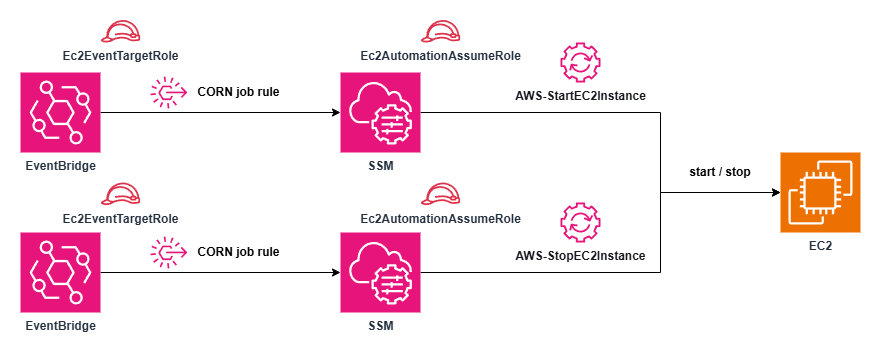 Ec2EventTargetRole
Ec2AutomationAssumeRole
CORN job rule
AWS-StartEC2Instance
EventBridge
SSM
start / stop
Ec2EventTargetRole
Ec2AutomationAssumeRole
CORN job rule
AWS-StopEC2Instance
EC2
EventBridge
SSM